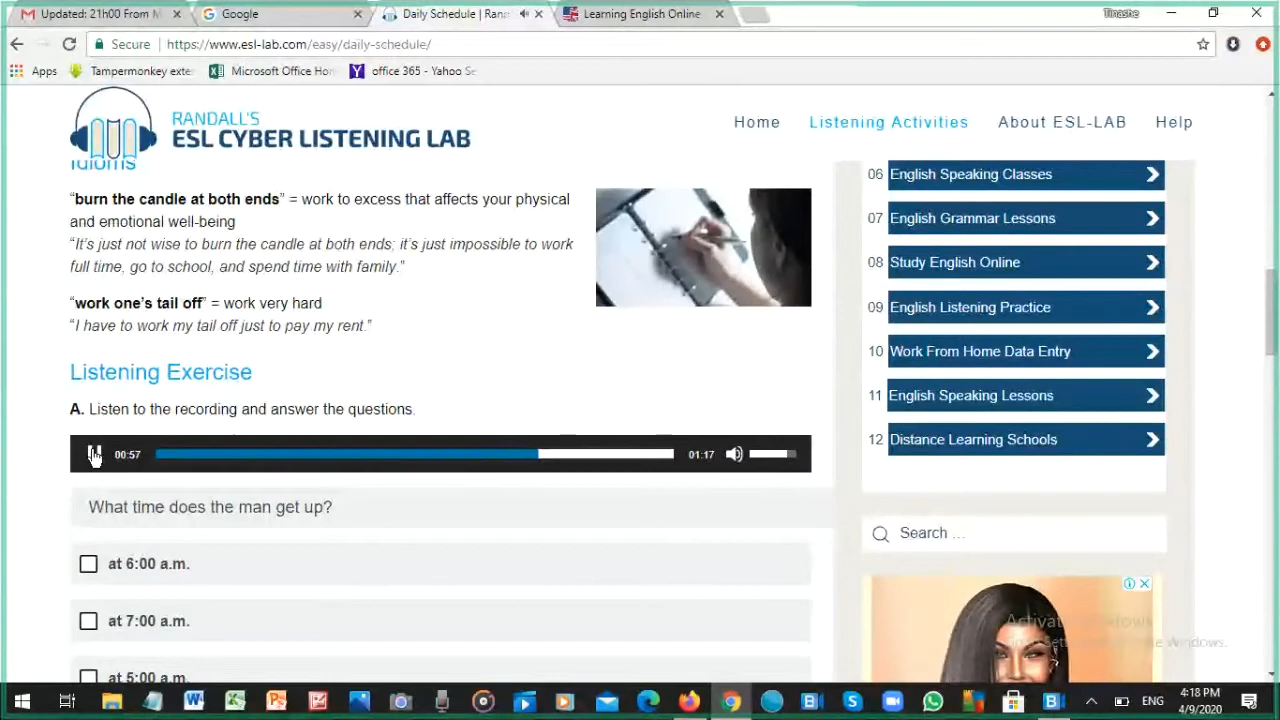 Updated: 21h00 From M
Google
Daily Schedule | Rana
Learning English Online
Tinashe
Secure
https://www.esl-lab.com/easy/daily-schedule/
Apps
Tampermonkey exter
Microsoft Office Hom
office 365 - Yahoo Se
RANDALL'S
ESL CYBER LISTENING LAB
Home
Listening Activities
About ESL-LAB
Help
Idioms
“burn the candle at both ends” = work to excess that affects your physical
and emotional well-being
“It’s just not wise to burn the candle at both ends; it’s just impossible to work
full time, go to school, and spend time with family.”
“work one’s tail off” = work very hard
“I have to work my tail off just to pay my rent.”
Listening Exercise
A. Listen to the recording and answer the questions.
00:57
01:17
What time does the man get up?
at 6:00 a.m.
at 7:00 a.m.
at 5:00 a.m.
06 English Speaking Classes
07 English Grammar Lessons
08 Study English Online
09 English Listening Practice
10 Work From Home Data Entry
11 English Speaking Lessons
12 Distance Learning Schools
Search …
ENG
4:18 PM
4/9/2020